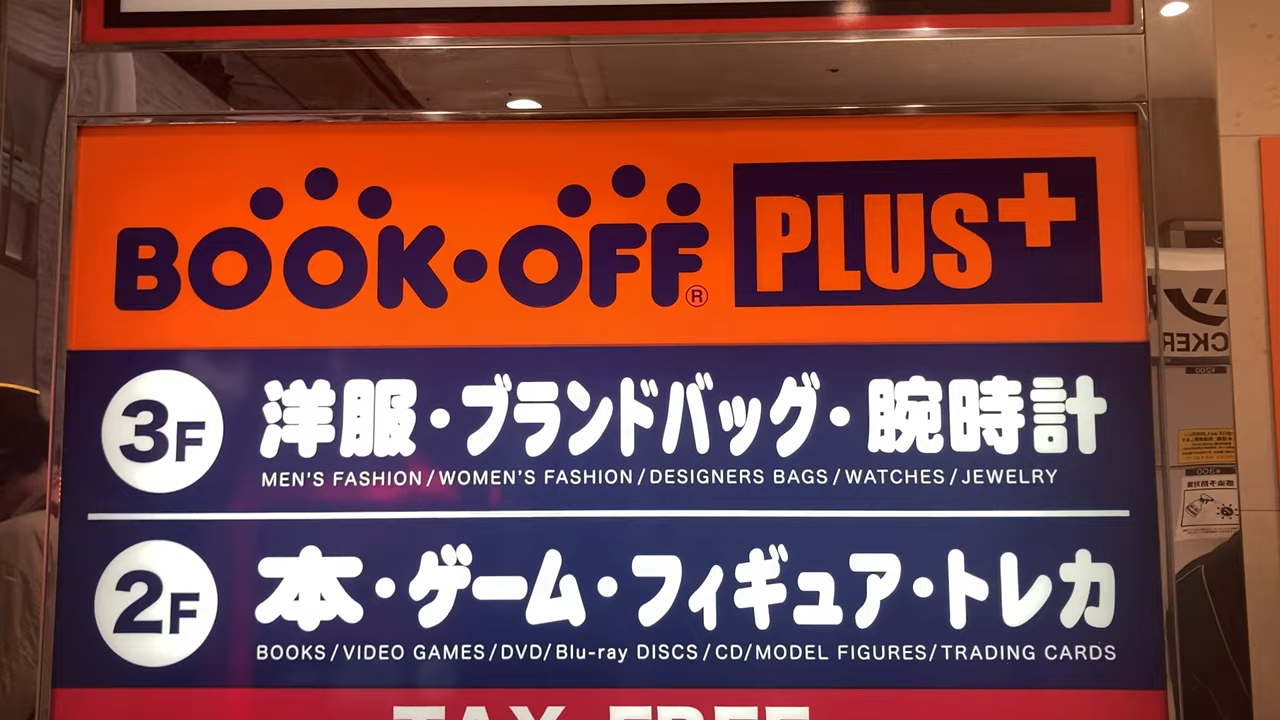 BOOK・OFF® PLUS+
3F
洋服・ブランドバッグ・腕時計
MEN'S FASHION/WOMEN'S FASHION/DESIGNERS BAGS/WATCHES/JEWELRY
2F
本・ゲーム・フィギュア・トレカ
BOOKS/VIDEO GAMES/DVD/Blu-ray DISCS/CD/MODEL FIGURES/TRADING CARDS
TAX FREE